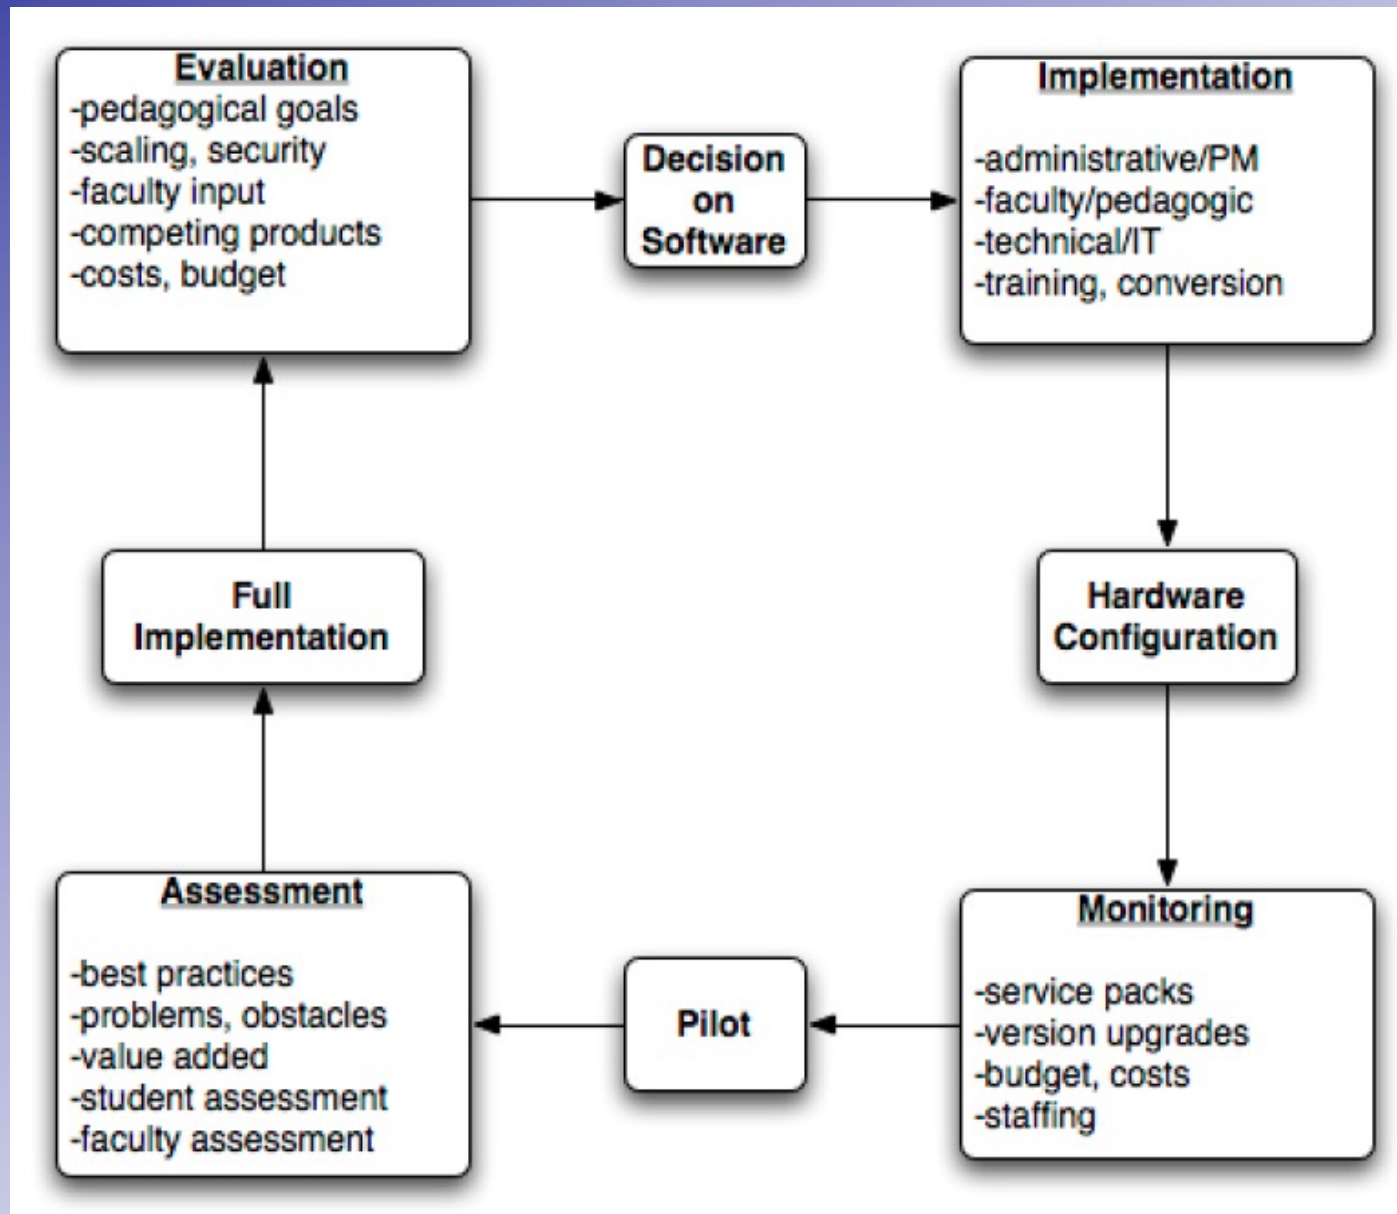 Evaluation
-pedagogical goals
-scaling, security
-faculty input
-competing products
-costs, budget
Decision
on
Software
Implementation
-administrative/PM
-faculty/pedagogic
-technical/IT
-training, conversion
Hardware
Configuration
Monitoring
-service packs
-version upgrades
-budget, costs
-staffing
Pilot
Assessment
-best practices
-problems, obstacles
-value added
-student assessment
-faculty assessment
Full
Implementation